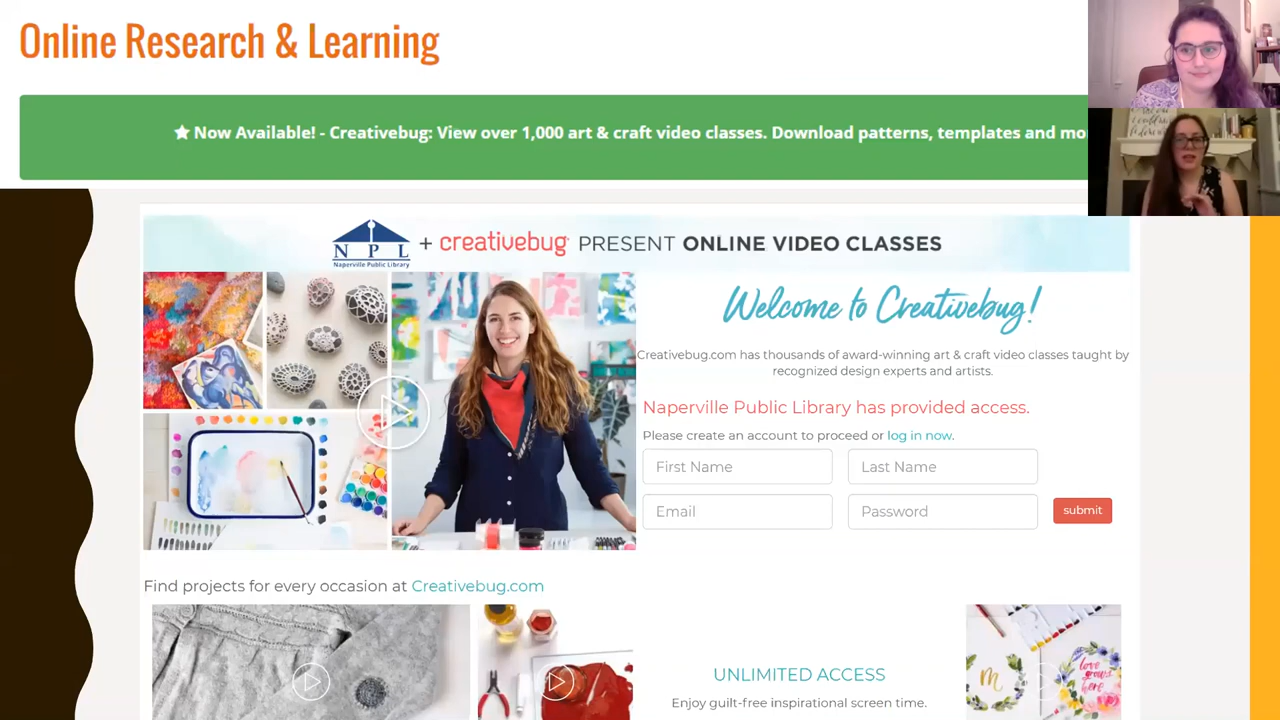 Online Research & Learning
★ Now Available! - Creativebug: View over 1,000 art & craft video classes. Download patterns, templates and mo
NPL
Naperville Public Library
+ creativebug PRESENT ONLINE VIDEO CLASSES
Welcome to Creativebug!
Creativebug.com has thousands of award-winning art & craft video classes taught by
recognized design experts and artists.
Naperville Public Library has provided access.
Please create an account to proceed or log in now.
First Name Last Name
Email Password submit
Find projects for every occasion at Creativebug.com
UNLIMITED ACCESS
Enjoy guilt-free inspirational screen time.
m
love
grows
here